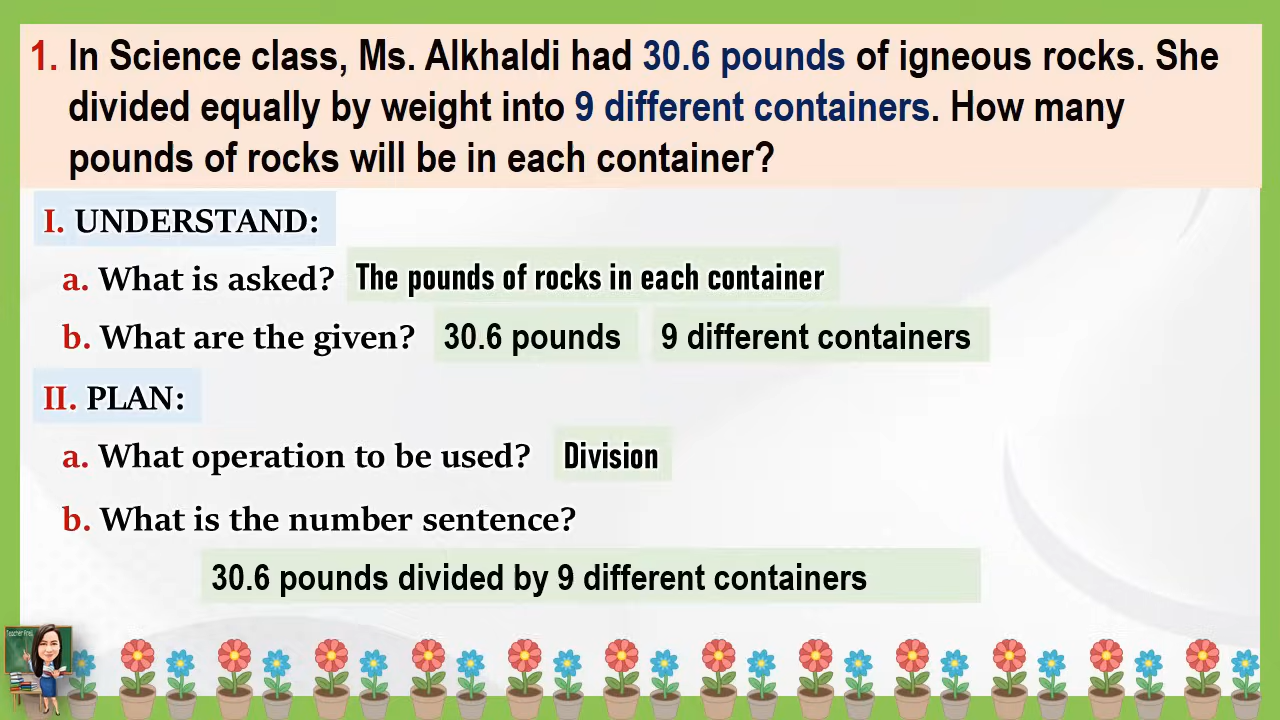 1. In Science class, Ms. Alkhaldi had 30.6 pounds of igneous rocks. She
divided equally by weight into 9 different containers. How many
pounds of rocks will be in each container?
I. UNDERSTAND:
a. What is asked? The pounds of rocks in each container
b. What are the given? 30.6 pounds 9 different containers
II. PLAN:
a. What operation to be used? Division
b. What is the number sentence?
30.6 pounds divided by 9 different containers